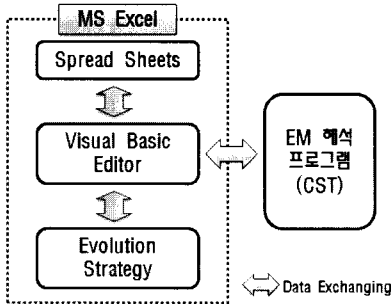 MS Excel
Spread Sheets
Visual Basic
Editor
EM 해석
프로그램
(CST)
Evolution
Strategy
Data Exchanging